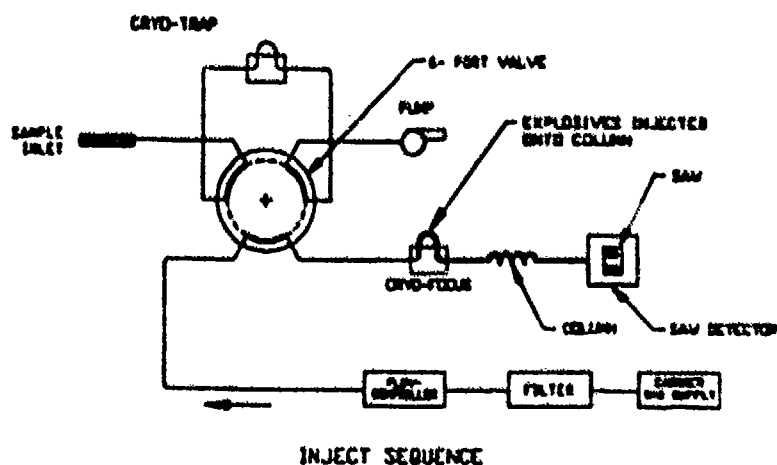 CRYO-TRAP
6- PORT VALVE
PUMP
SAMPLE
INLET
EXPLOSIVES INJECTED
ONTO COLUMN
SAW
CRYO-FOCUS
COLUMN
SAW DETECTOR
FLOW-
CONTROLLER
FILTER
CARRIER
GAS SUPPLY
INJECT SEQUENCE